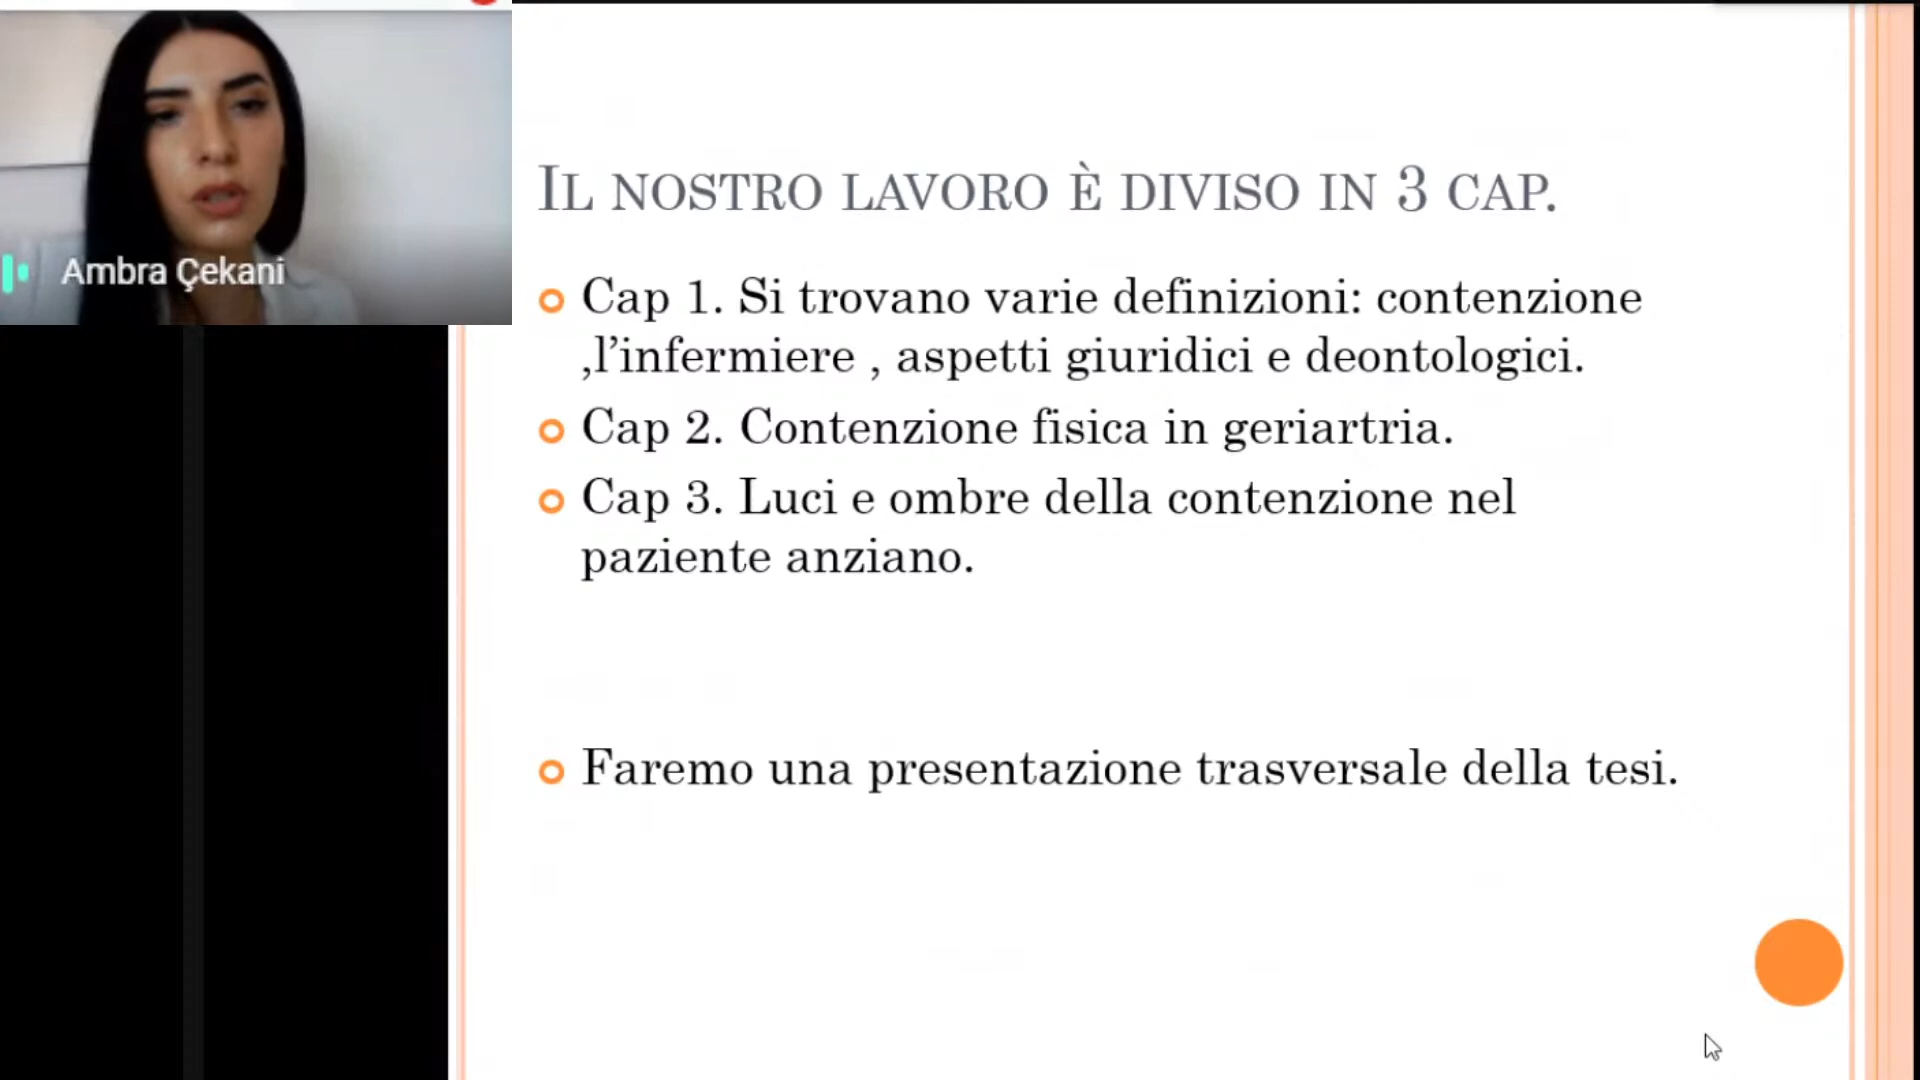 Ambra Çekani
Il nostro lavoro è diviso in 3 cap.
Cap 1. Si trovano varie definizioni: contenzione
,l’infermiere , aspetti giuridici e deontologici.
Cap 2. Contenzione fisica in geriartria.
Cap 3. Luci e ombre della contenzione nel
paziente anziano.
Faremo una presentazione trasversale della tesi.